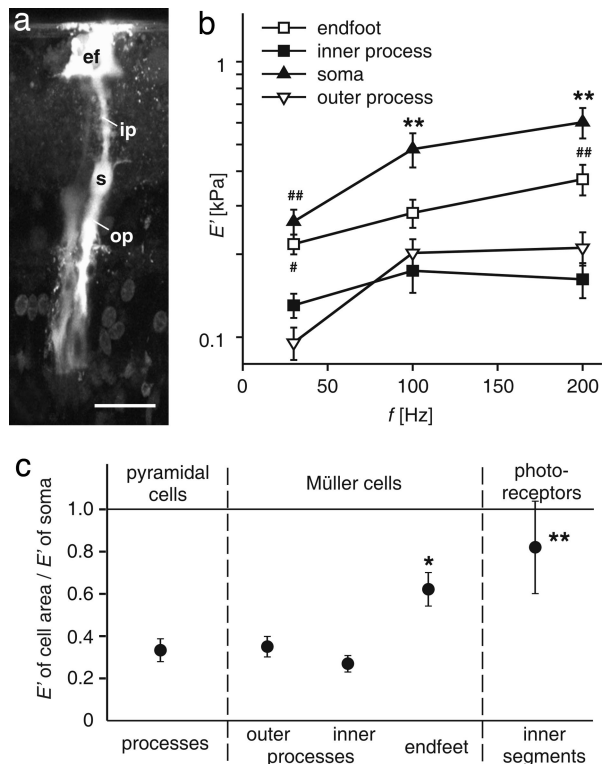 a
ef
ip
s
op
b
endfoot
inner process
soma
outer process
1
0.1
E' [kPa]
**
**
##
##
#
0 50 100 150 200
f [Hz]
c
pyramidal cells
Müller cells
photo-
receptors
1.0
0.8
0.6
0.4
0.2
0
E' of cell area / E' of soma
*
**
processes
outer inner
processes
endfeet
inner
segments